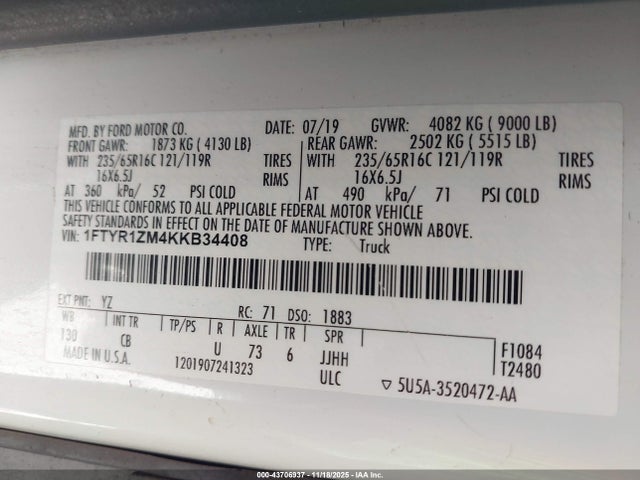 MFD. BY FORD MOTOR CO. DATE: 07/19 GVWR: 4082 KG ( 9000 LB)
FRONT GAWR: 1873 KG ( 4130 LB) REAR GAWR: 2502 KG ( 5515 LB)
WITH 235/65R16C 121/119R TIRES WITH 235/65R16C 121/119R TIRES
16X6.5J RIMS 16X6.5J RIMS
AT 360 kPa/ 52 PSI COLD AT 490 kPa/ 71 PSI COLD
THIS VEHICLE CONFORMS TO ALL APPLICABLE FEDERAL MOTOR VEHICLE
SAFETY STANDARDS IN EFFECT ON THE DATE OF MANUFACTURE SHOWN ABOVE.
VIN: 1FTYR1ZM4KKB34408 TYPE: Truck
EXT PNT: YZ RC: 71 DSO: 1883
WB INT TR TP/PS R AXLE TR SPR F1084
130 CB U 73 6 JJHH T2480
MADE IN U.S.A. 1201907241323 ULC ▽ 5U5A-3520472-AA
000-43706937 - 11/18/2025 - IAA Inc.